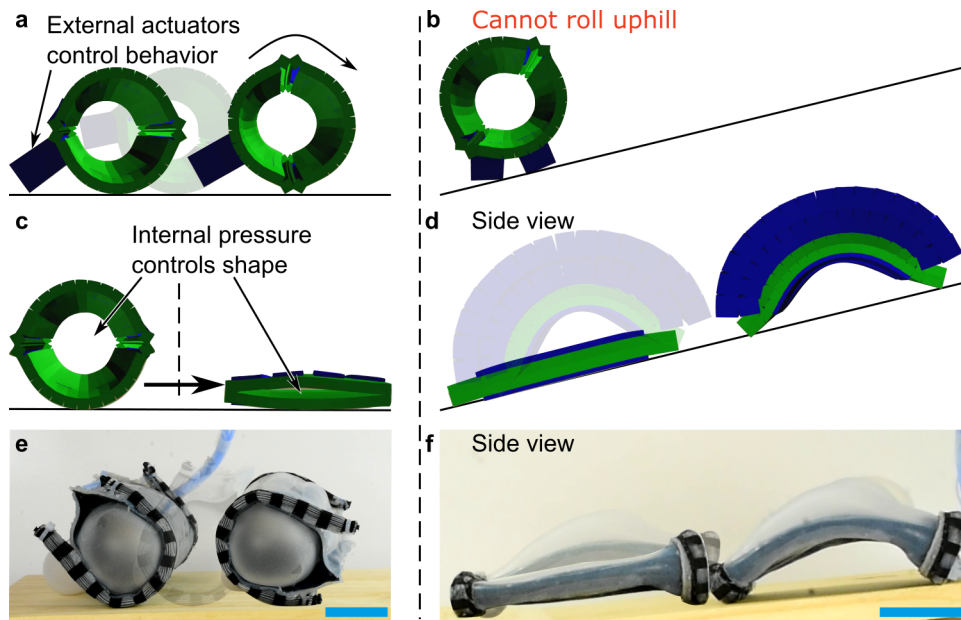 a
External actuators
control behavior
b
Cannot roll uphill
c
Internal pressure
controls shape
d
Side view
e
f
Side view